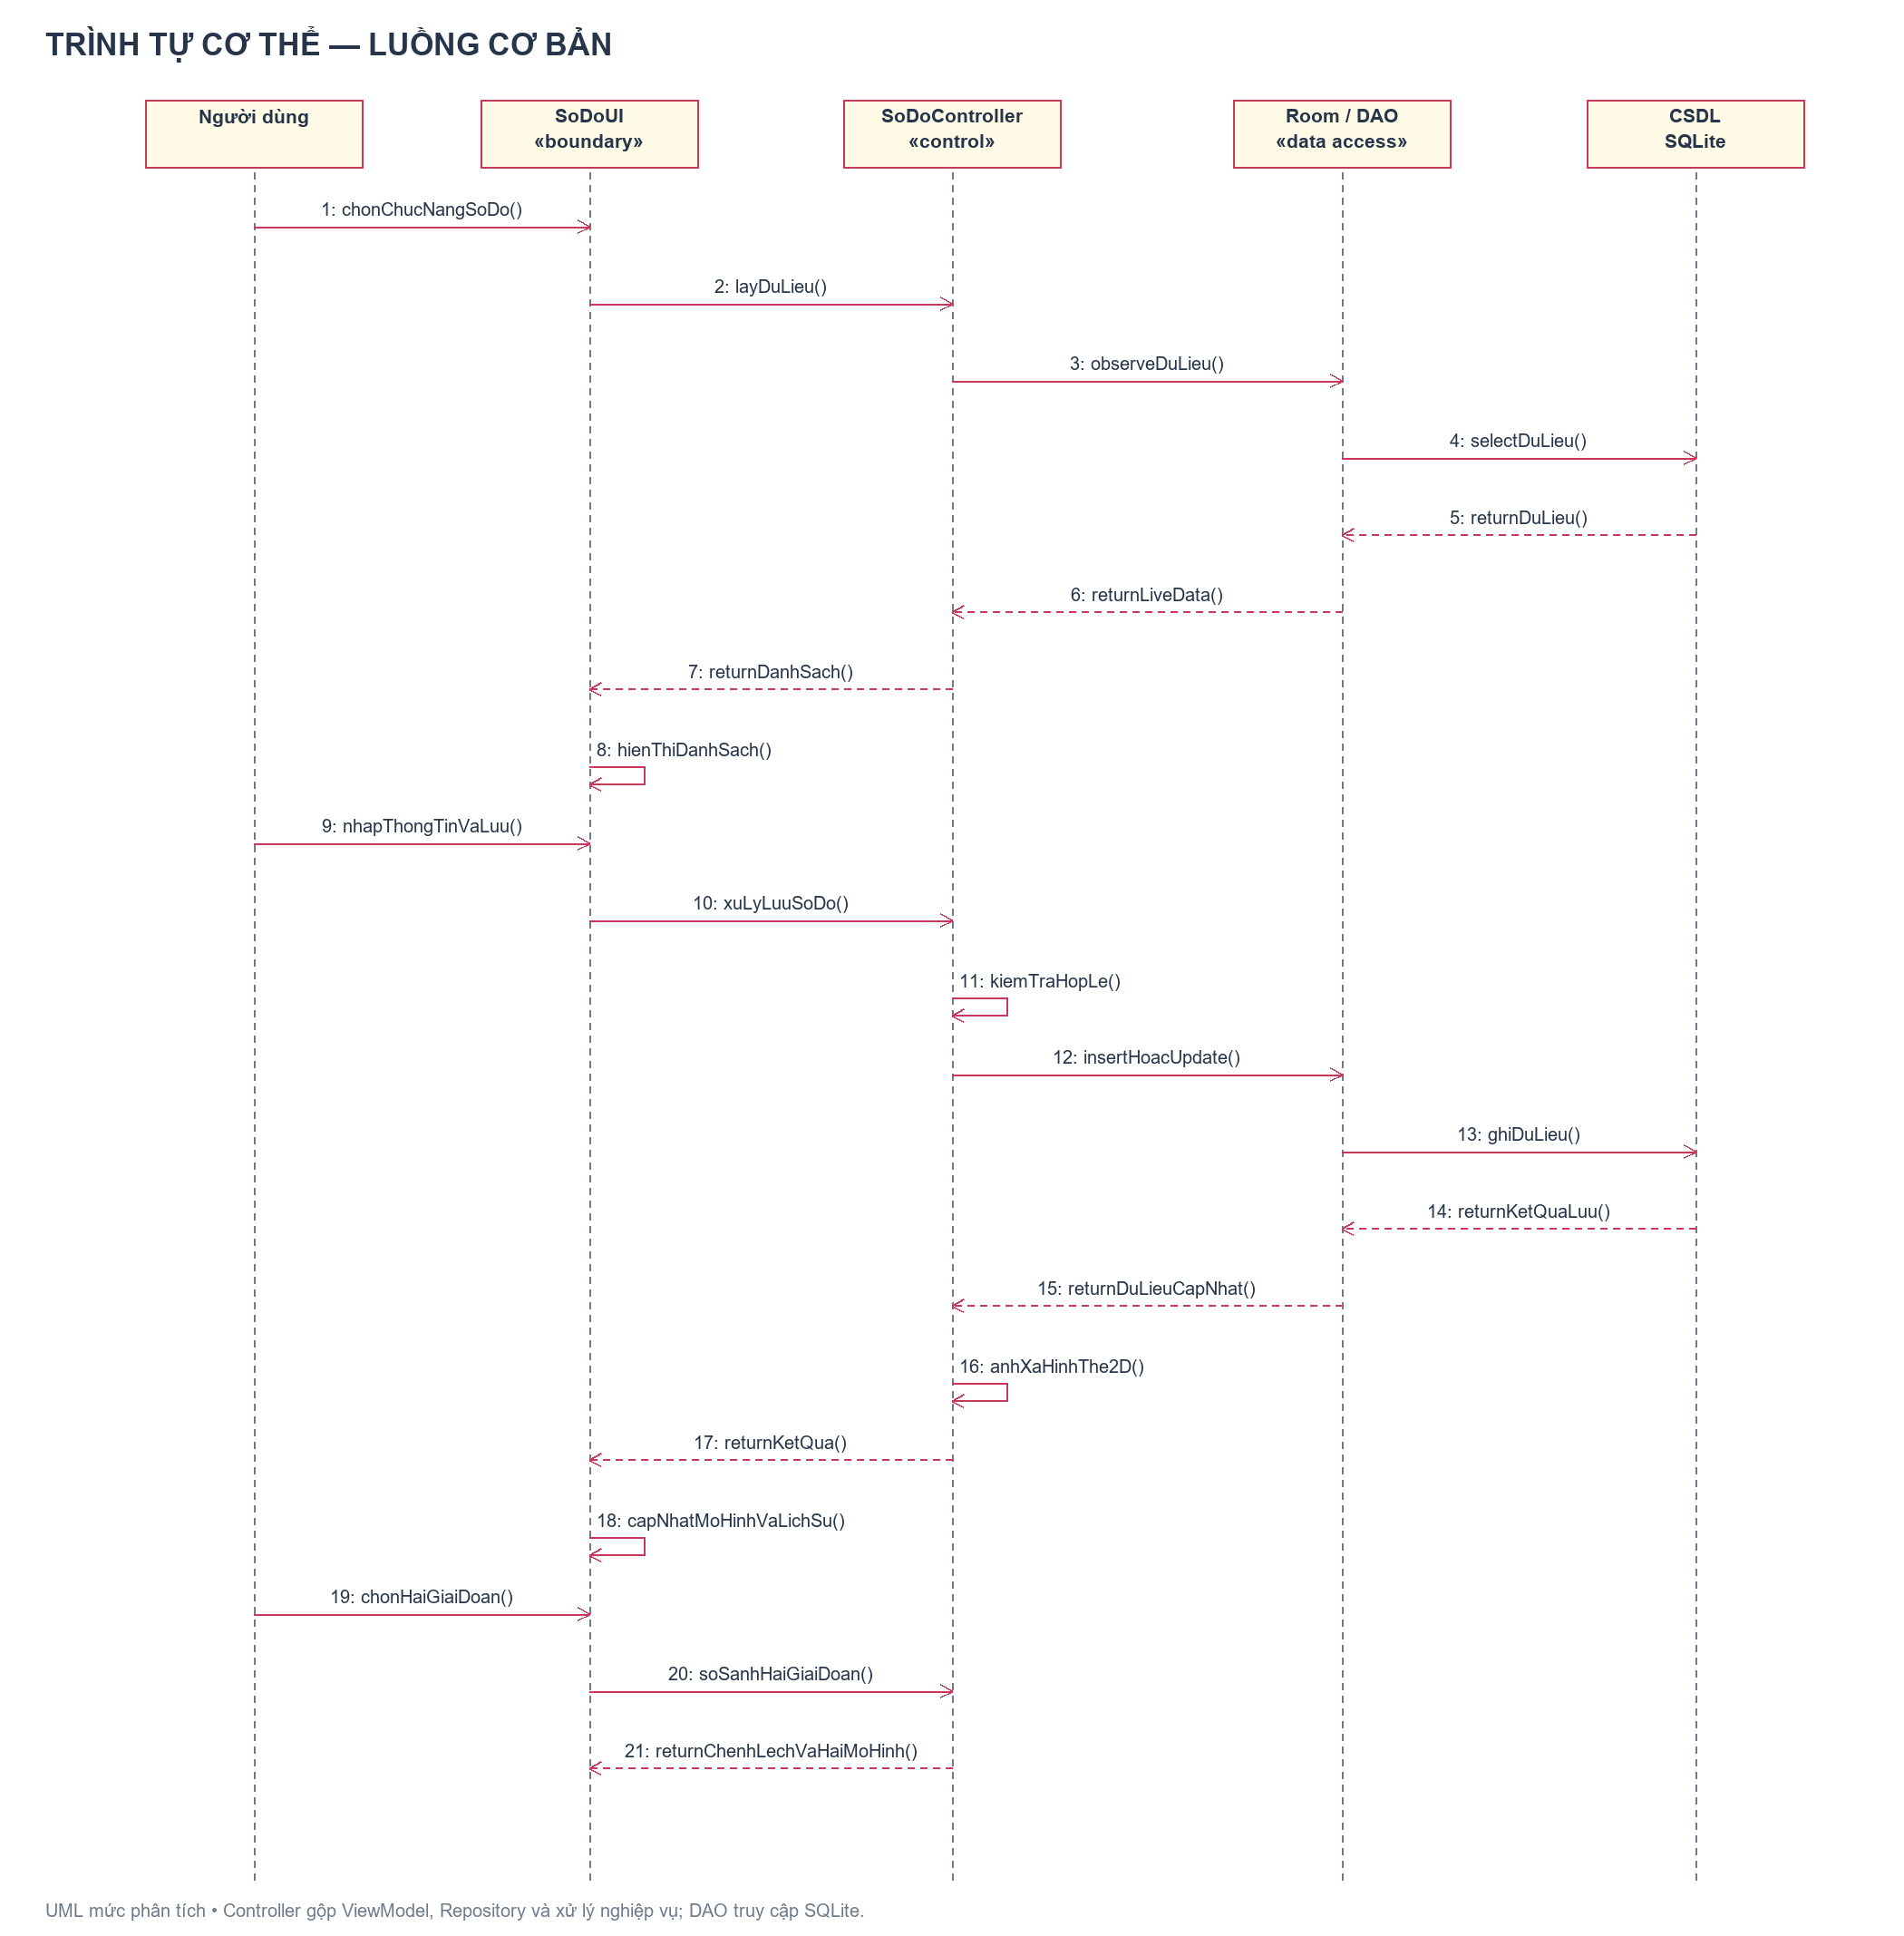 TRÌNH TỰ CƠ THỂ — LUỒNG CƠ BẢN
Người dùng
SoDoUI
«boundary»
SoDoController
«control»
Room / DAO
«data access»
CSDL
SQLite
1: chonChucNangSoDo()
2: layDuLieu()
3: observeDuLieu()
4: selectDuLieu()
5: returnDuLieu()
6: returnLiveData()
7: returnDanhSach()
8: hienThiDanhSach()
9: nhapThongTinVaLuu()
10: xuLyLuuSoDo()
11: kiemTraHopLe()
12: insertHoacUpdate()
13: ghiDuLieu()
14: returnKetQuaLuu()
15: returnDuLieuCapNhat()
16: anhXaHinhThe2D()
17: returnKetQua()
18: capNhatMoHinhVaLichSu()
19: chonHaiGiaiDoan()
20: soSanhHaiGiaiDoan()
21: returnChenhLechVaHaiMoHinh()
UML mức phân tích • Controller gộp ViewModel, Repository và xử lý nghiệp vụ; DAO truy cập SQLite.